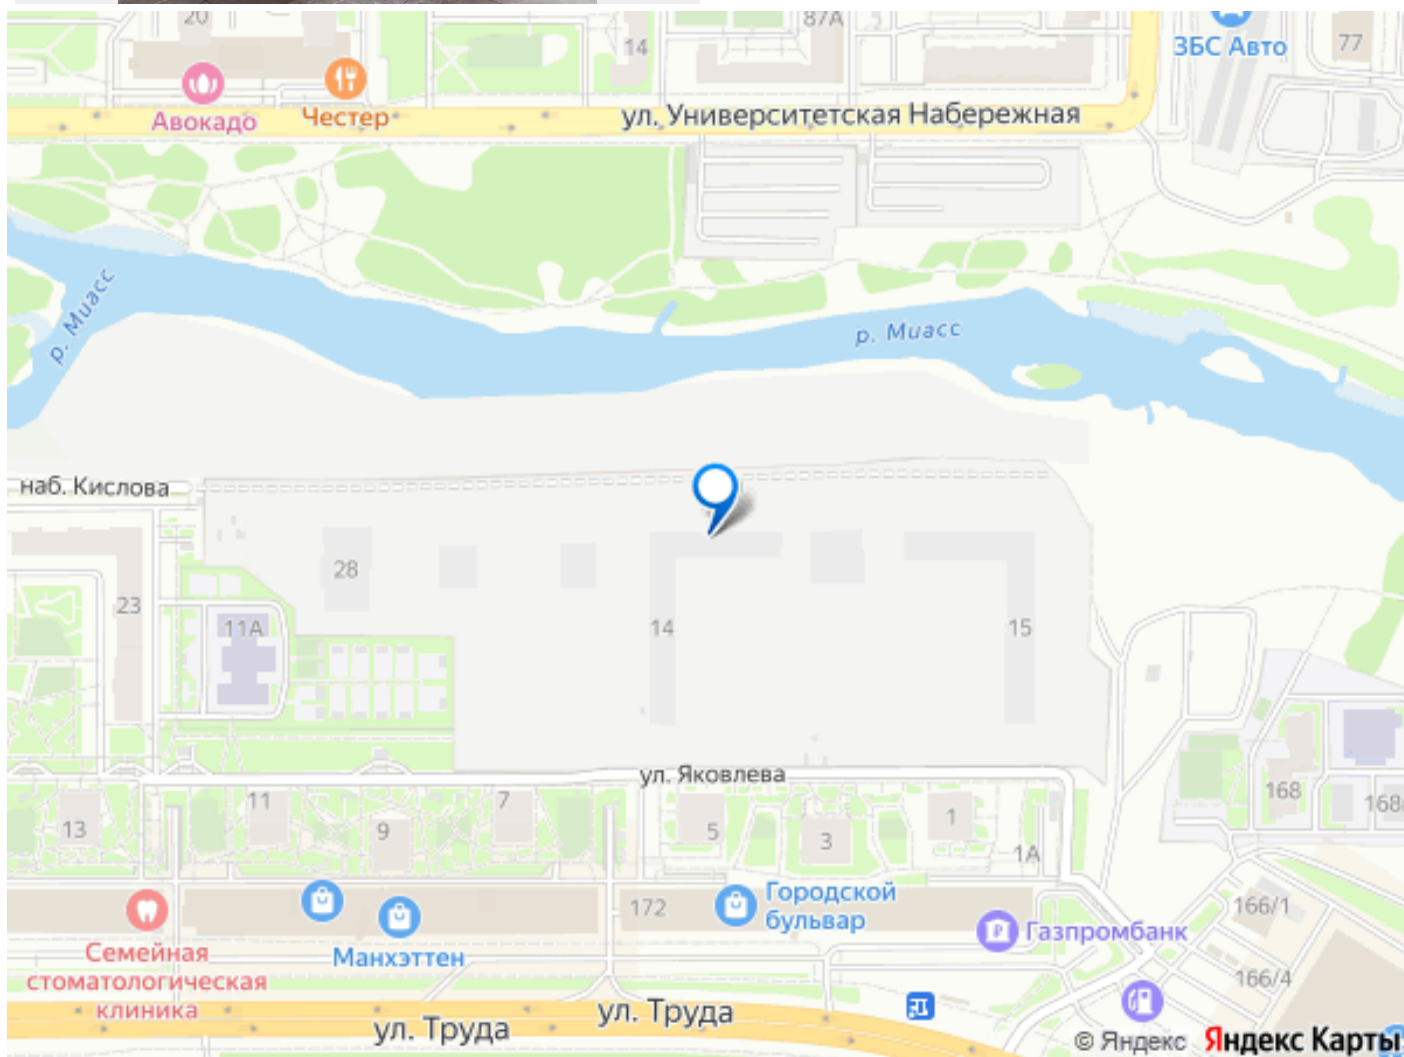 20
87А
14
ЗБС Авто
77
Авокадо
Честер
ул. Университетская Набережная
р. Миасс
р. Миасс
наб. Кислова
28
23
11А
14
15
ул. Яковлева
13
11
9
7
5
3
1
1А
168
168
172
Городской
бульвар
166/1
Газпромбанк
Семейная
стоматологическая
клиника
Манхэттен
166/4
ул. Труда
ул. Труда
© Яндекс Яндекс Карты